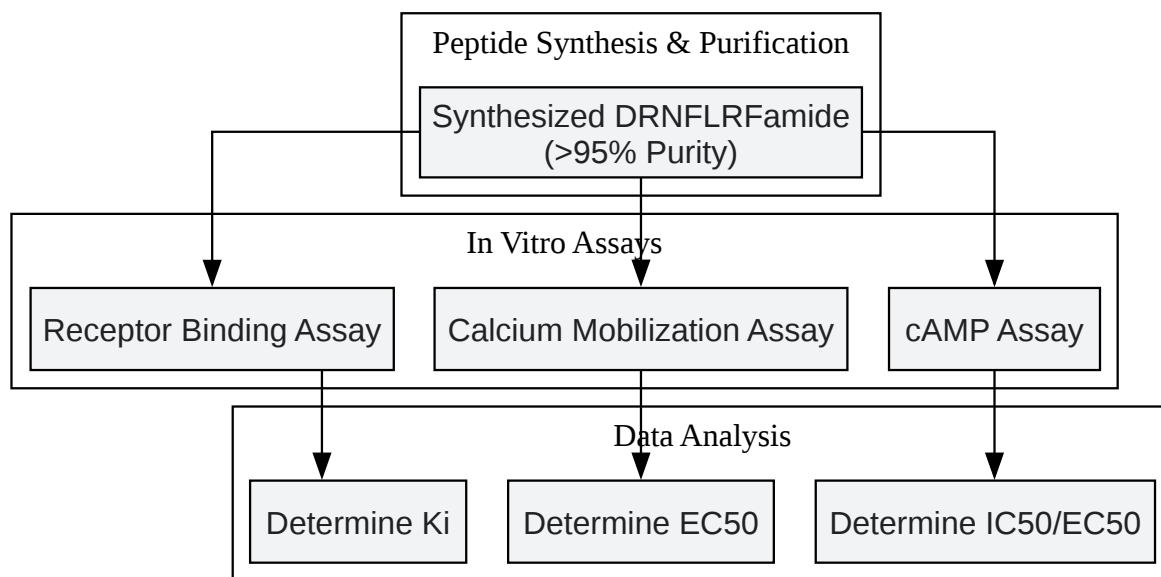 Peptide Synthesis & Purification
Synthesized DRNFLRFamide
(>95% Purity)
In Vitro Assays
Receptor Binding Assay
Calcium Mobilization Assay
cAMP Assay
Data Analysis
Determine Ki
Determine EC50
Determine IC50/EC50